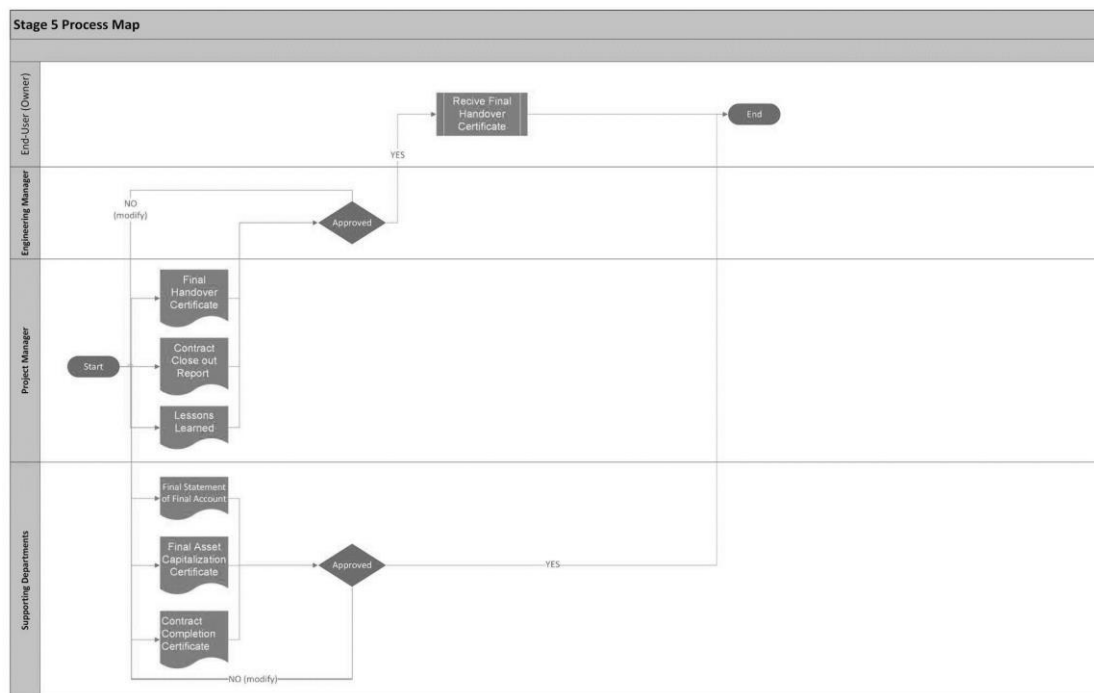 Stage 5 Process Map
End-User (Owner)
Recive Final
Handover
Certificate
End
YES
Engineering Manager
NO
(modify)
Approved
Project Manager
Final
Handover
Certificate
Start
Contract
Close out
Report
Lessons
Learned
Supporting Departments
Final Statement
of Final Account
Final Asset
Capitalization
Certificate
Approved
YES
Contract
Completion
Certificate
NO (modify)